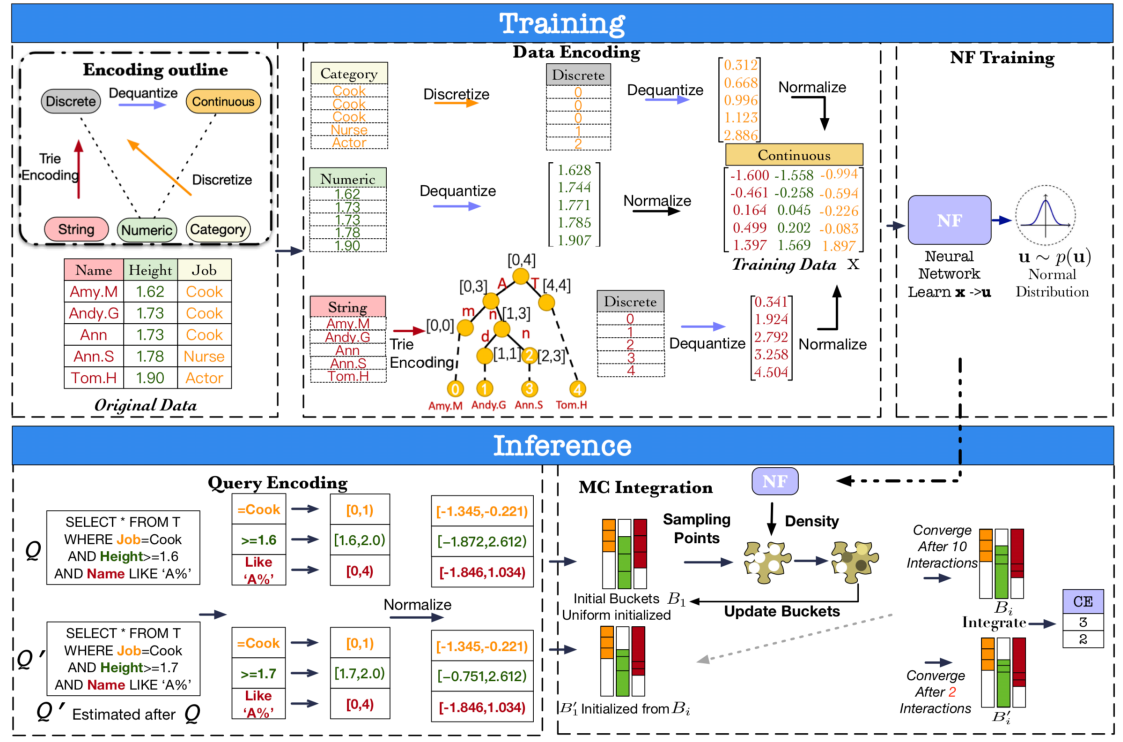 Training
Encoding outline
Discrete
Dequantize
Continuous
Trie
Encoding
Discretize
String
Numeric
Category
Name Height Job
Amy.M 1.62 Cook
Andy.G 1.73 Cook
Ann 1.73 Cook
Ann.S 1.78 Nurse
Tom.H 1.90 Actor
Original Data
Data Encoding
Category
Cook
Cook
Cook
Nurse
Actor
Discretize
Discrete
0
0
0
1
2
Dequantize
0.312
0.668
0.996
1.123
2.886
Normalize
Numeric
1.62
1.73
1.73
1.78
1.90
Dequantize
1.628
1.744
1.771
1.785
1.907
Normalize
Continuous
-1.600 -1.558 -0.994
-0.461 -0.258 -0.594
0.164 0.045 -0.226
0.499 0.202 -0.083
1.397 1.569 1.897
Training Data X
String
Amy.M
Andy.G
Ann
Ann.S
Tom.H
Trie
Encoding
[0,4]
[0,3] A T [4,4]
[0,0] m n [1,3]
d n
[1,1] 2 [2,3]
0 1 3 4
Amy.M Andy.G Ann.S Tom.H
Discrete
0
1
2
3
4
Dequantize
0.341
1.924
2.792
3.258
4.504
Normalize
NF Training
NF
Neural
Network
Learn x ->u
u ∼ p(u)
Normal
Distribution
Inference
Query Encoding
Q
SELECT * FROM T
WHERE Job=Cook
AND Height>=1.6
AND Name LIKE ‘A%’
=Cook [0,1) [-1.345,-0.221)
>=1.6 [1.6,2.0) [−1.872,2.612)
Like
‘A%’
[0,4) [-1.846,1.034)
Normalize
Q′
SELECT * FROM T
WHERE Job=Cook
AND Height>=1.7
AND Name LIKE ‘A%’
=Cook [0,1) [-1.345,-0.221)
>=1.7 [1.7,2.0) [−0.751,2.612)
Like
‘A%’
[0,4) [-1.846,1.034)
Q′ Estimated after Q
MC Integration
NF
Sampling
Points
Density
Initial Buckets B1
Uniform initialized
Update Buckets
B′1 Initialized from Bi
Converge
After 10
Interactions
Bi
Integrate
CE
3
2
Converge
After 2
Interactions
B′i